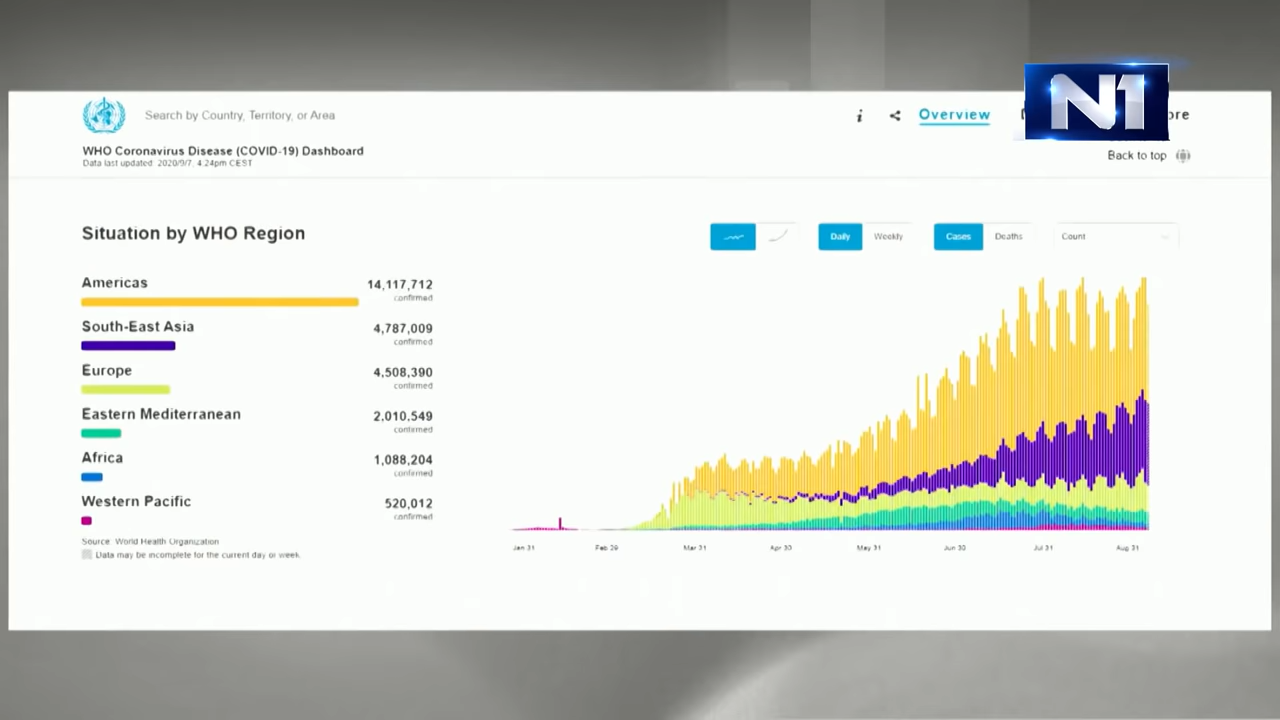 N1
Search by Country, Territory, or Area
i
Overview
ore
WHO Coronavirus Disease (COVID-19) Dashboard
Data last updated: 2020/9/7, 4:24pm CEST
Back to top
Situation by WHO Region
Daily
Weekly
Cases
Deaths
Count
Americas
14,117,712
confirmed
South-East Asia
4,787,009
confirmed
Europe
4,508,390
confirmed
Eastern Mediterranean
2,010,549
confirmed
Africa
1,088,204
confirmed
Western Pacific
520,012
confirmed
Source: World Health Organization
Data may be incomplete for the current day or week.
Jan 31
Feb 29
Mar 31
Apr 30
May 31
Jun 30
Jul 31
Aug 31